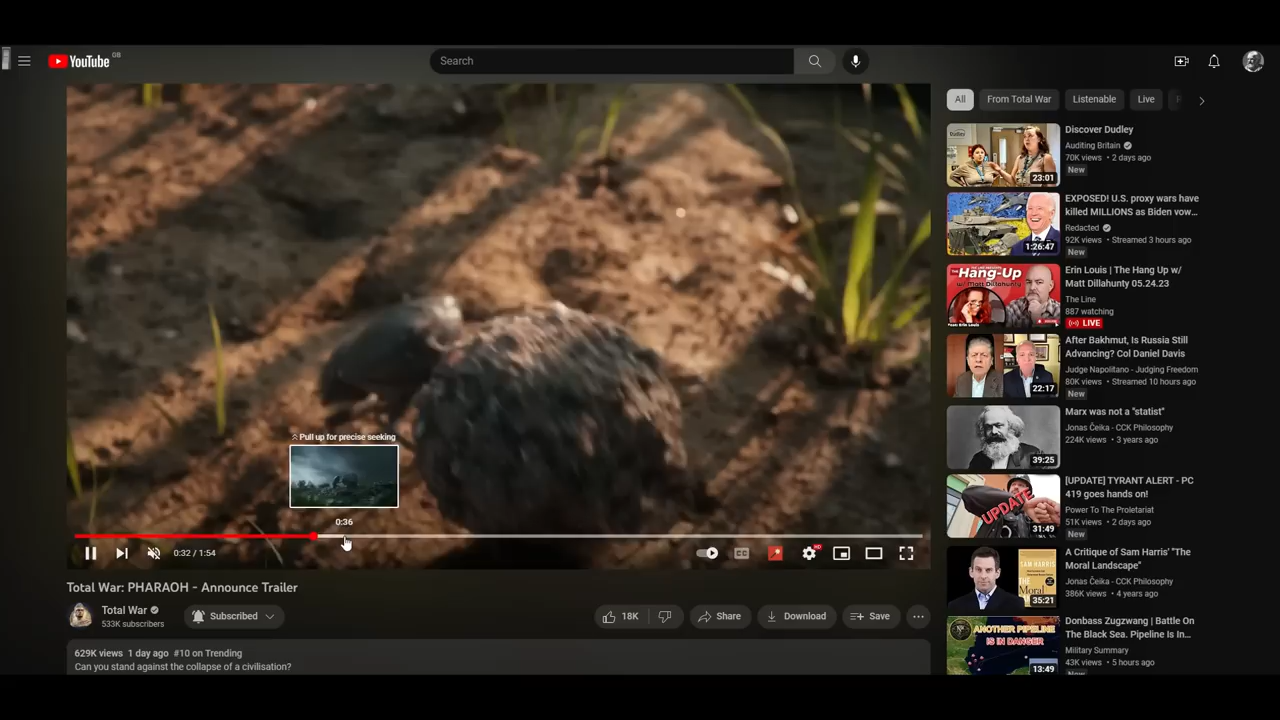 YouTube GB
Search
All
From Total War
Listenable
Live
Discover Dudley
Auditing Britain
70K views • 2 days ago
New
23:01
EXPOSED! U.S. proxy wars have
killed MILLIONS as Biden vow...
Redacted
92K views • Streamed 3 hours ago
New
1:26:47
The Hang-Up
w/ Matt Dillahunty
Erin Louis | The Hang Up w/
Matt Dillahunty 05.24.23
The Line
887 watching
LIVE
After Bakhmut, Is Russia Still
Advancing? Col Daniel Davis
Judge Napolitano - Judging Freedom
80K views • Streamed 10 hours ago
New
22:17
Marx was not a "statist"
Jonas Čeika - CCK Philosophy
224K views • 3 years ago
39:25
[UPDATE] TYRANT ALERT - PC
419 goes hands on!
Power To The Proletariat
51K views • 2 days ago
New
UPDATE
31:49
A Critique of Sam Harris' "The
Moral Landscape"
Jonas Čeika - CCK Philosophy
386K views • 4 years ago
35:21
Donbass Zugzwang | Battle On
The Black Sea. Pipeline Is In...
Military Summary
43K views • 5 hours ago
ANOTHER PIPELINE
IS IN DANGER
13:49
Pull up for precise seeking
0:36
0:32 / 1:54
CC
HD
Total War: PHARAOH - Announce Trailer
Total War
533K subscribers
Subscribed
18K
Share
Download
Save
629K views 1 day ago #10 on Trending
Can you stand against the collapse of a civilisation?